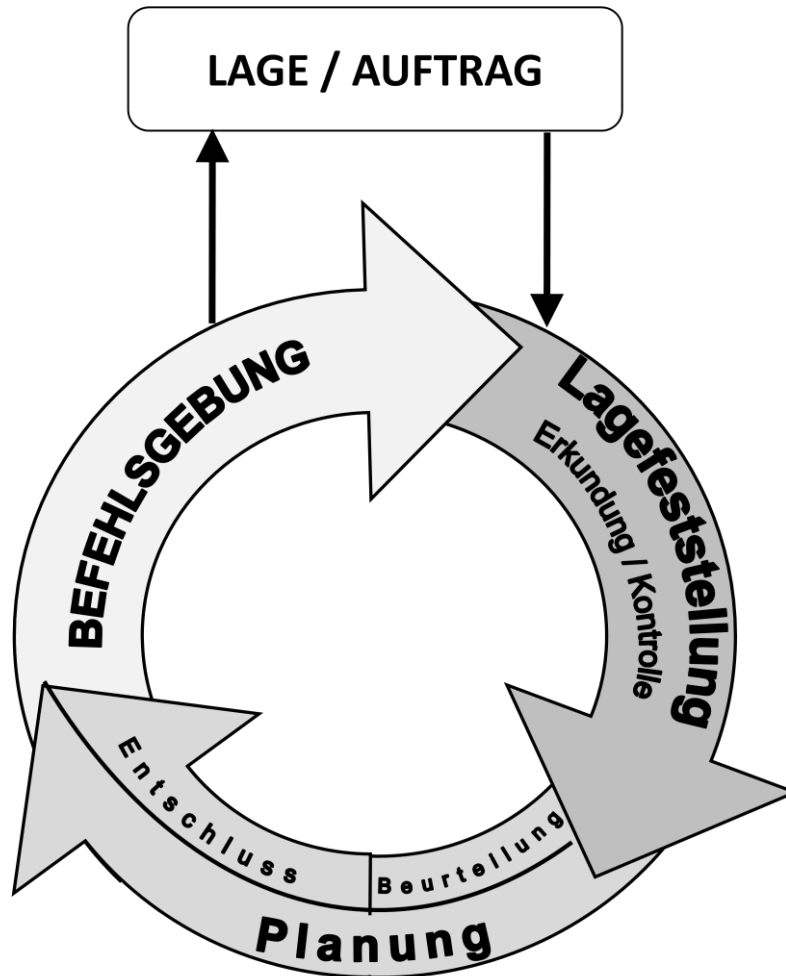 LAGE / AUFTRAG
BEFEHLSGEBUNG
Lagefeststellung
Erkundung / Kontrolle
Entschluss
Beurteilung
Planung